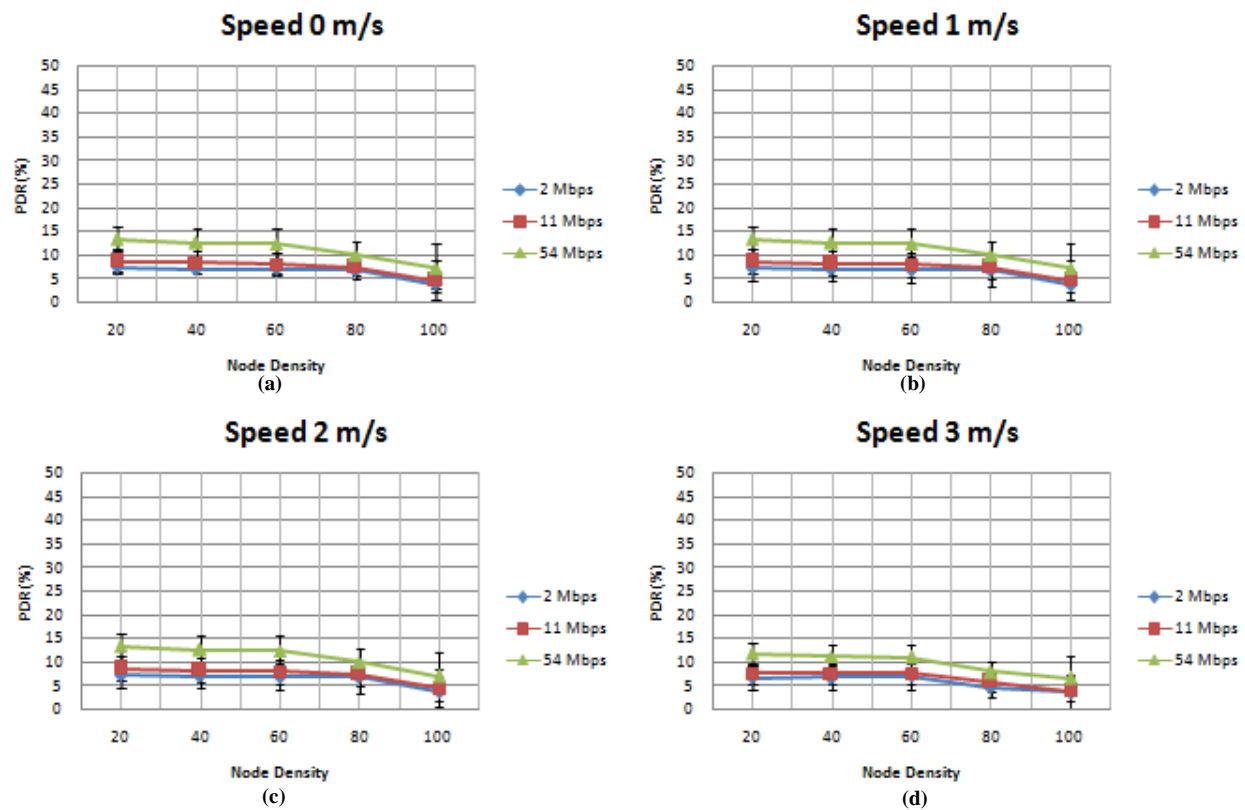 Speed 0 m/s
50
45
40
35
30
25
20
15
10
5
0
PDR(%)
20 40 60 80 100
Node Density
2 Mbps
11 Mbps
54 Mbps
(a)
Speed 1 m/s
50
45
40
35
30
25
20
15
10
5
0
PDR(%)
20 40 60 80 100
Node Density
2 Mbps
11 Mbps
54 Mbps
(b)
Speed 2 m/s
50
45
40
35
30
25
20
15
10
5
0
PDR(%)
20 40 60 80 100
Node Density
2 Mbps
11 Mbps
54 Mbps
(c)
Speed 3 m/s
50
45
40
35
30
25
20
15
10
5
0
PDR(%)
20 40 60 80 100
Node Density
2 Mbps
11 Mbps
54 Mbps
(d)